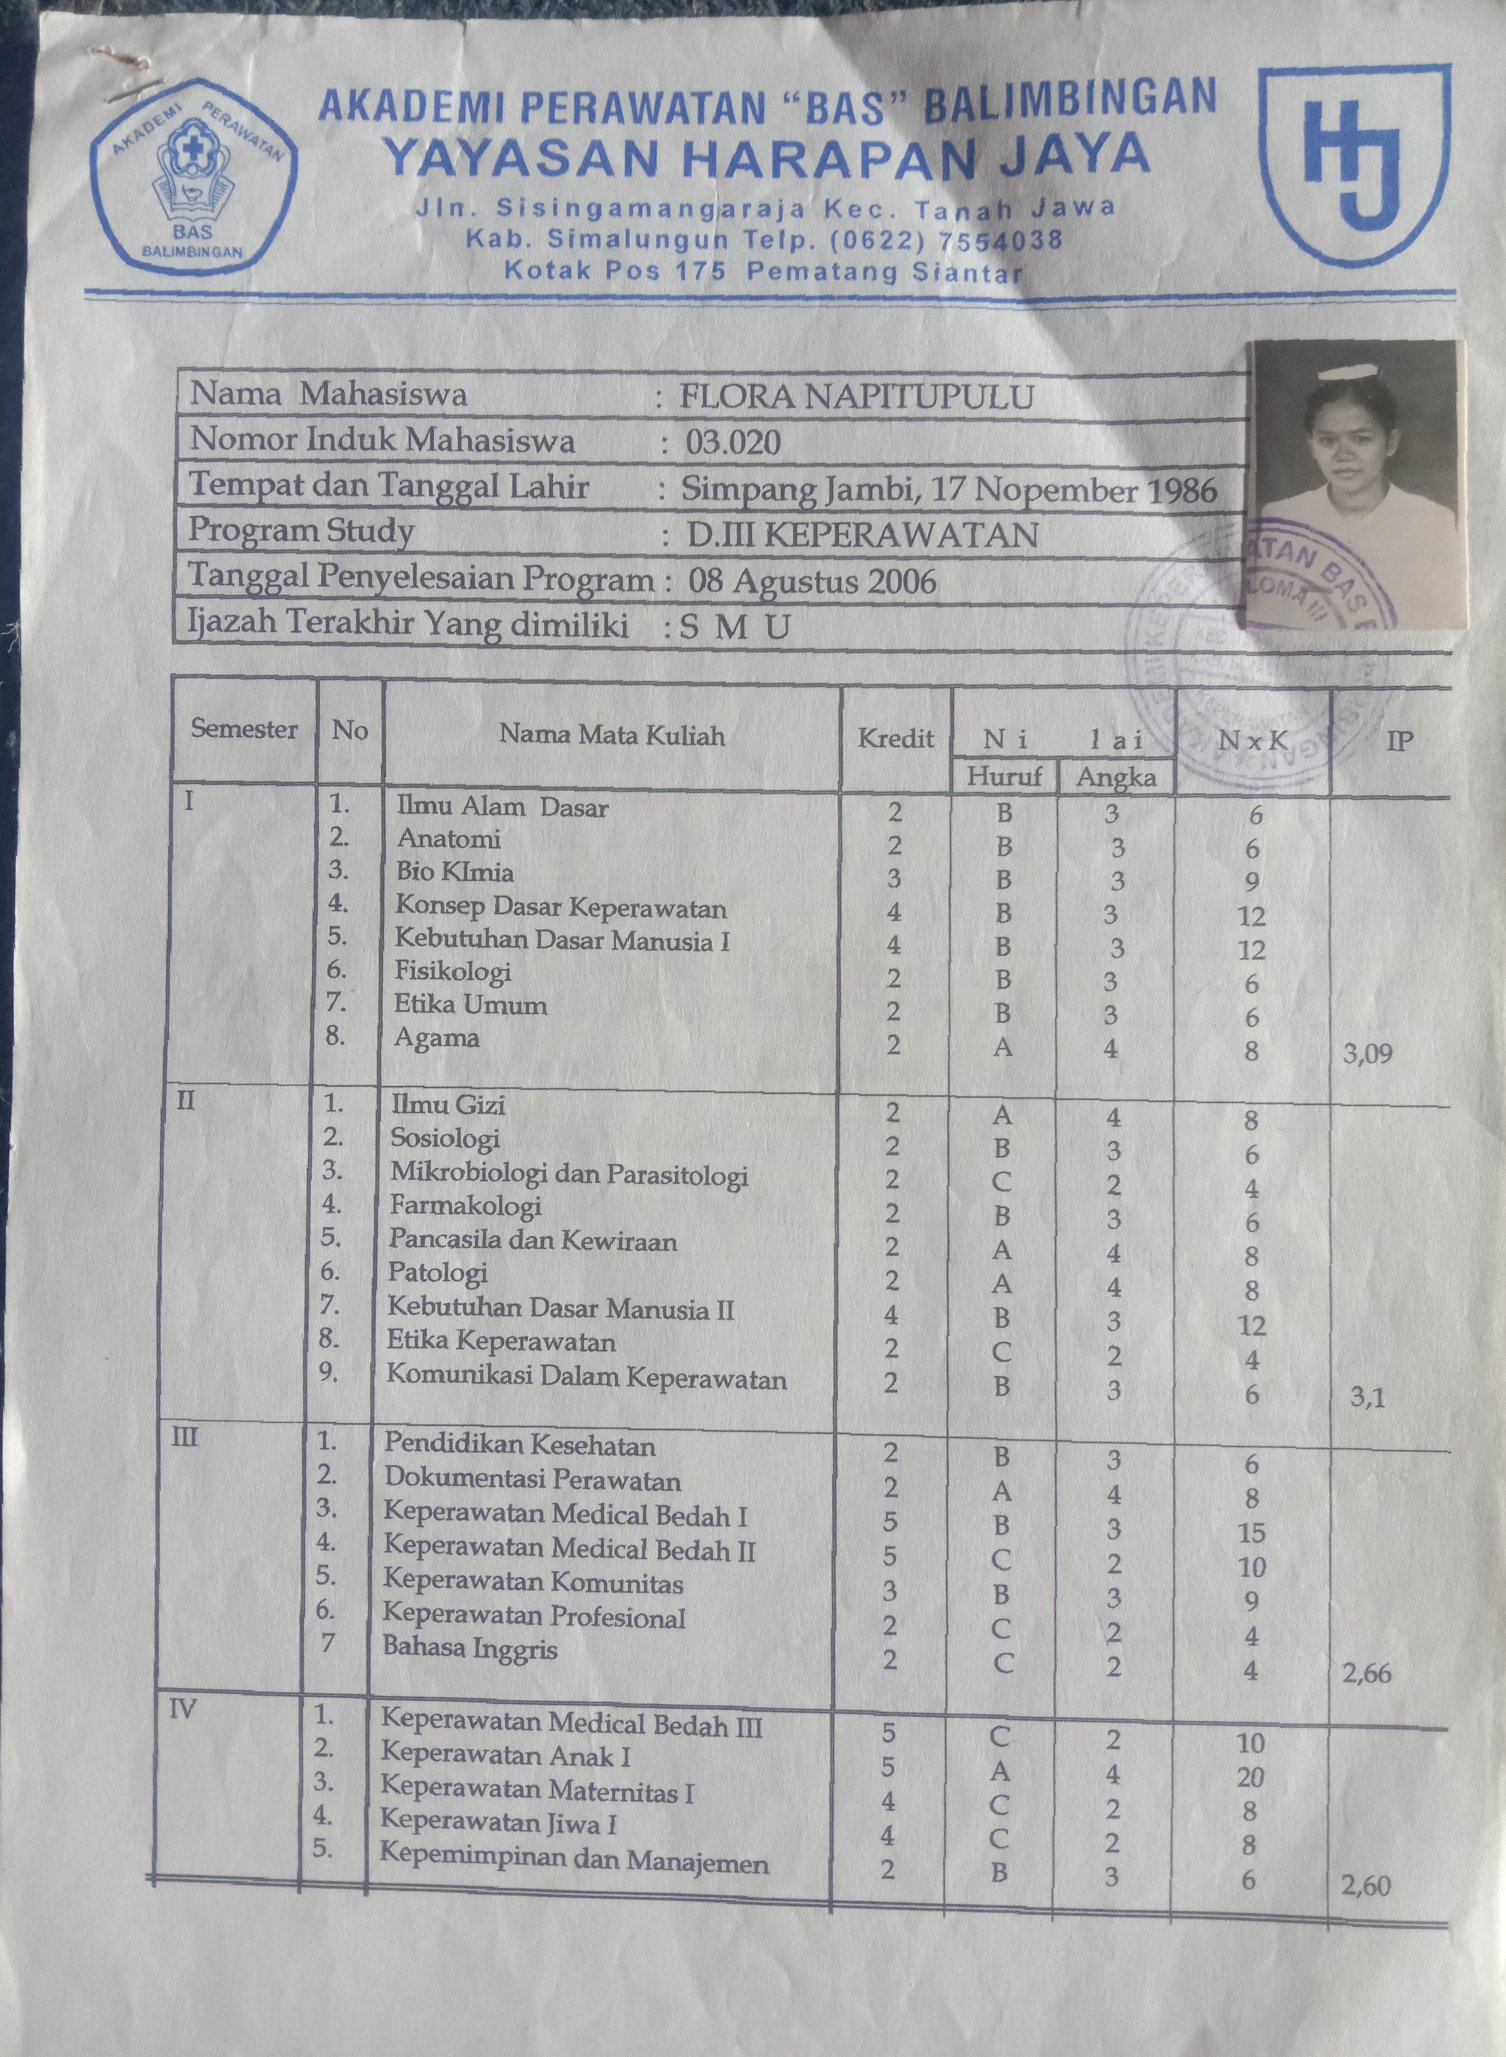 AKADEMI PERAWATAN "BAS" BALIMBINGAN
YAYASAN HARAPAN JAYA
Jln. Sisingamangaraja Kec. Tanah Jawa
Kab. Simalungun Telp. (0622) 7554038
Kotak Pos 175 Pematang Siantar
AKADEMI PERAWATAN
BAS
BALIMBINGAN
HJ
Nama Mahasiswa : FLORA NAPITUPULU
Nomor Induk Mahasiswa : 03.020
Tempat dan Tanggal Lahir : Simpang Jambi, 17 Nopember 1986
Program Study : D.III KEPERAWATAN
Tanggal Penyelesaian Program : 08 Agustus 2006
Ijazah Terakhir Yang dimiliki : S M U
Semester No Nama Mata Kuliah Kredit N i l a i N x K IP
Huruf Angka
I 1. Ilmu Alam Dasar 2 B 3 6
2. Anatomi 2 B 3 6
3. Bio KImia 3 B 3 9
4. Konsep Dasar Keperawatan 4 B 3 12
5. Kebutuhan Dasar Manusia I 4 B 3 12
6. Fisikologi 2 B 3 6
7. Etika Umum 2 B 3 6
8. Agama 2 A 4 8 3,09
II 1. Ilmu Gizi 2 A 4 8
2. Sosiologi 2 B 3 6
3. Mikrobiologi dan Parasitologi 2 C 2 4
4. Farmakologi 2 B 3 6
5. Pancasila dan Kewiraan 2 A 4 8
6. Patologi 2 A 4 8
7. Kebutuhan Dasar Manusia II 4 B 3 12
8. Etika Keperawatan 2 C 2 4
9. Komunikasi Dalam Keperawatan 2 B 3 6 3,1
III 1. Pendidikan Kesehatan 2 B 3 6
2. Dokumentasi Perawatan 2 A 4 8
3. Keperawatan Medical Bedah I 5 B 3 15
4. Keperawatan Medical Bedah II 5 C 2 10
5. Keperawatan Komunitas 3 B 3 9
6. Keperawatan Profesional 2 C 2 4
7 Bahasa Inggris 2 C 2 4 2,66
IV 1. Keperawatan Medical Bedah III 5 C 2 10
2. Keperawatan Anak I 5 A 4 20
3. Keperawatan Maternitas I 4 C 2 8
4. Keperawatan Jiwa I 4 C 2 8
5. Kepemimpinan dan Manajemen 2 B 3 6 2,60